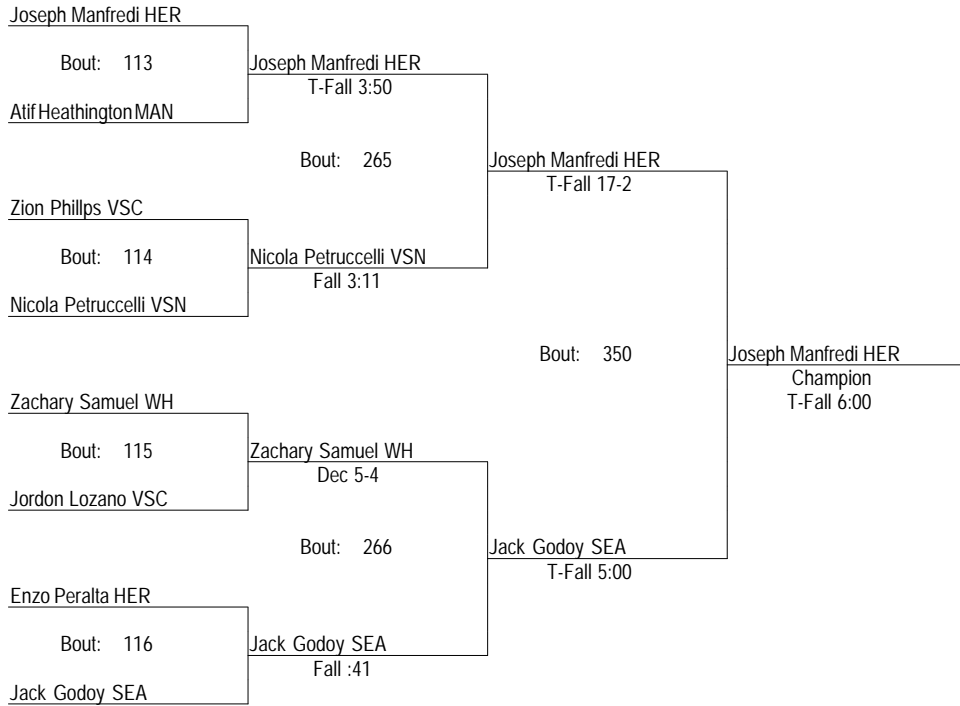 Joseph Manfredi HER
Bout: 113
Joseph Manfredi HER
T-Fall 3:50
Atif Heathington MAN
Bout: 265
Joseph Manfredi HER
T-Fall 17-2
Zion Phillps VSC
Bout: 114
Nicola Petruccelli VSN
Fall 3:11
Nicola Petruccelli VSN
Bout: 350
Joseph Manfredi HER
Champion
T-Fall 6:00
Zachary Samuel WH
Bout: 115
Zachary Samuel WH
Dec 5-4
Jordon Lozano VSC
Bout: 266
Jack Godoy SEA
T-Fall 5:00
Enzo Peralta HER
Bout: 116
Jack Godoy SEA
Fall :41
Jack Godoy SEA